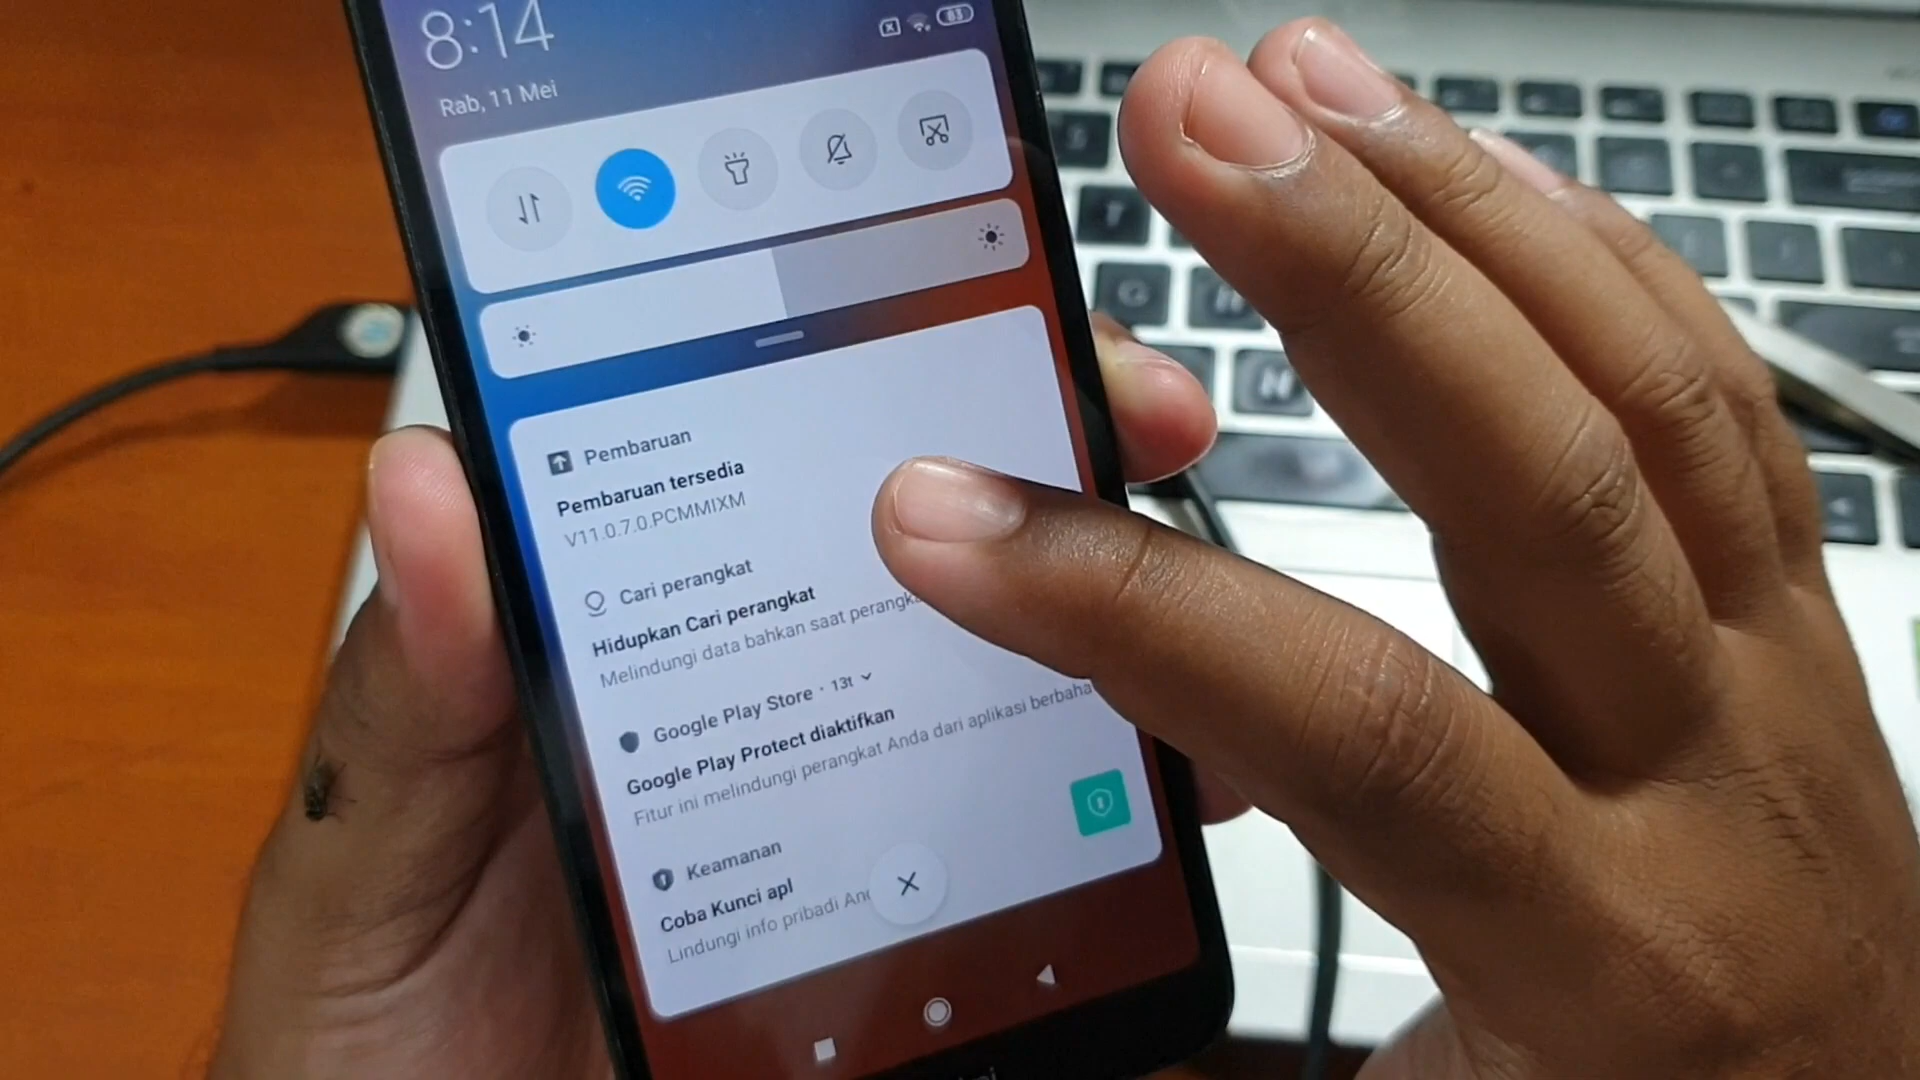 8:14
83
Rab, 11 Mei
Pembaruan
Pembaruan tersedia
V11.0.7.0.PCMMIXM
Cari perangkat
Hidupkan Cari perangkat
Melindungi data bahkan saat perangka
Google Play Store · 13t
Google Play Protect diaktifkan
Fitur ini melindungi perangkat Anda dari aplikasi berbaha
Keamanan
Coba Kunci apl
Lindungi info pribadi And
T
G
H
N